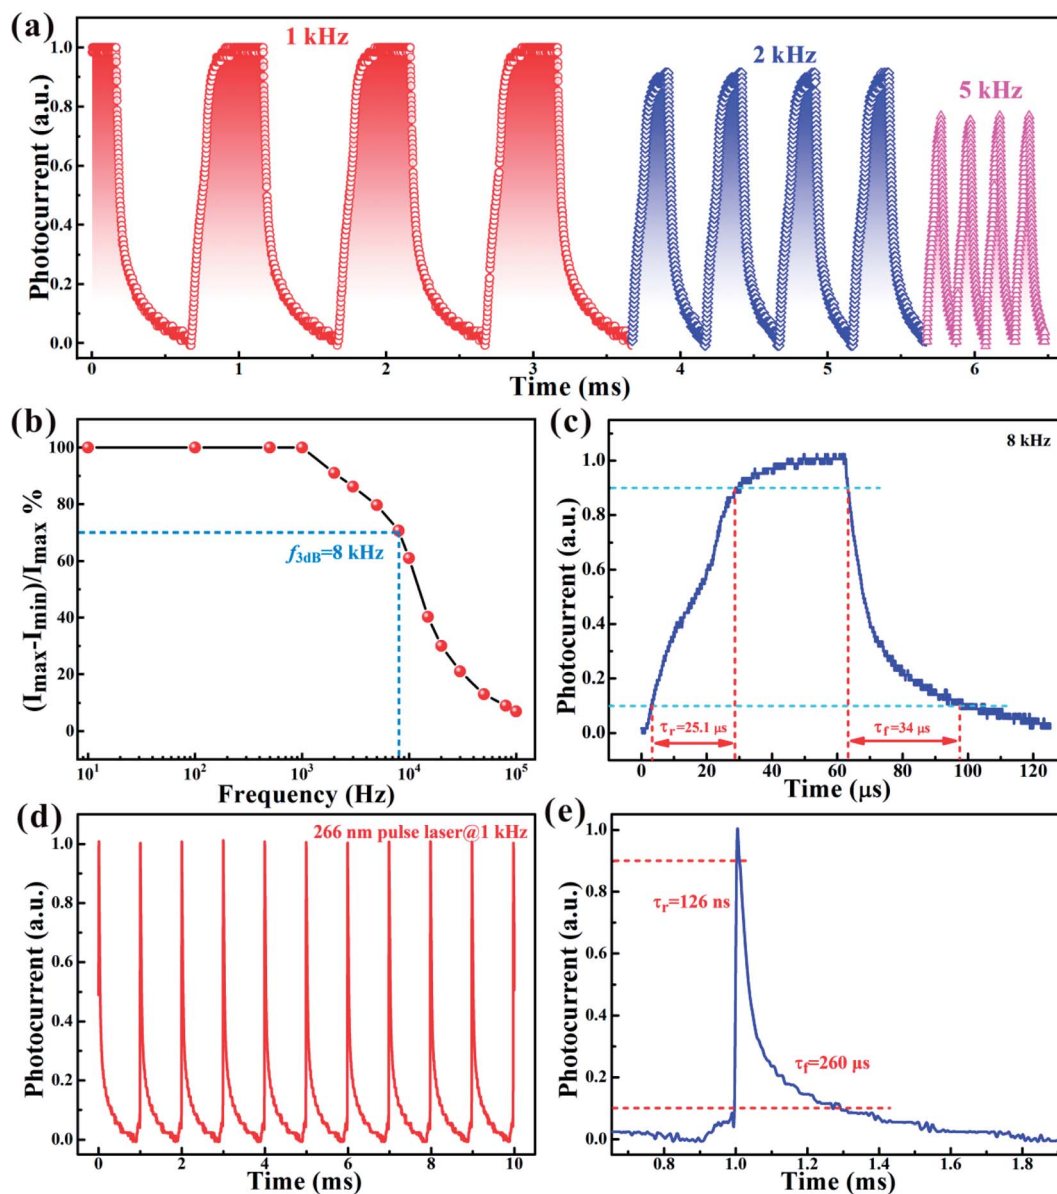 (a)
1 kHz
2 kHz
5 kHz
Photocurrent (a.u.)
1.0
0.8
0.6
0.4
0.2
0.0
0 1 2 3 4 5 6
Time (ms)
(b)
(Imax-Imin)/Imax %
100
80
60
40
20
0
f3dB=8 kHz
10¹ 10² 10³ 10⁴ 10⁵
Frequency (Hz)
(c)
8 kHz
Photocurrent (a.u.)
1.0
0.8
0.6
0.4
0.2
0.0
τr=25.1 μs
τf=34 μs
0 20 40 60 80 100 120
Time (μs)
(d)
266 nm pulse laser@1 kHz
Photocurrent (a.u.)
1.0
0.8
0.6
0.4
0.2
0.0
0 2 4 6 8 10
Time (ms)
(e)
Photocurrent (a.u.)
1.0
0.8
0.6
0.4
0.2
0.0
τr=126 ns
τf=260 μs
0.8 1.0 1.2 1.4 1.6 1.8
Time (ms)